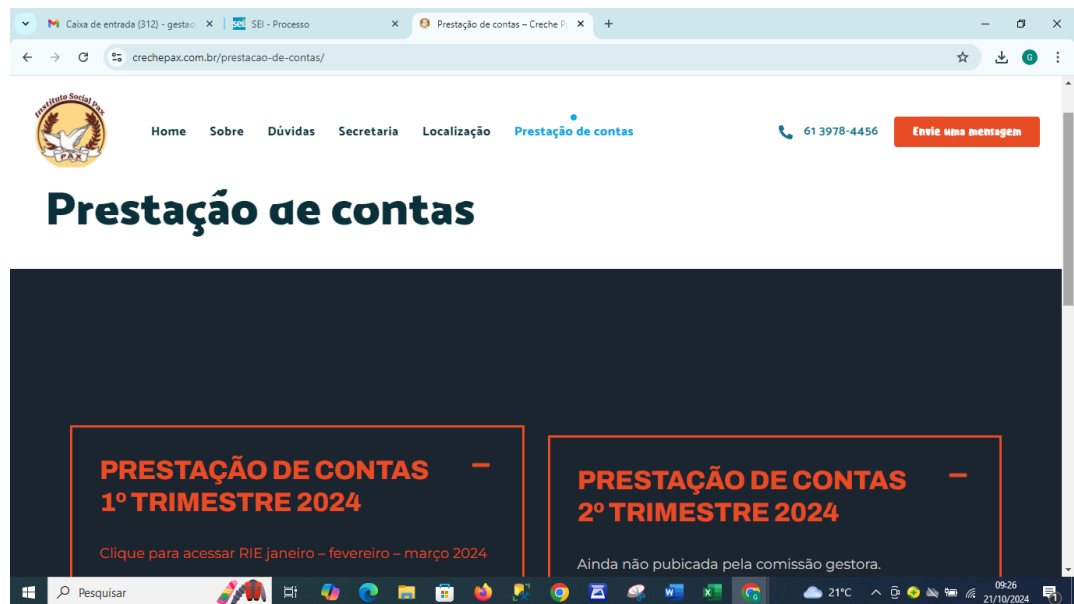 Caixa de entrada (312) - gestao
sei SEI - Processo
Prestação de contas – Creche P
crechepax.com.br/prestacao-de-contas/
G
Instituto Social Pax
PAX
Home Sobre Dúvidas Secretaria Localização Prestação de contas
61 3978-4456
Envie uma mensagem
Prestação de contas
PRESTAÇÃO DE CONTAS
1º TRIMESTRE 2024
Clique para acessar RIE janeiro – fevereiro – março 2024
PRESTAÇÃO DE CONTAS
2º TRIMESTRE 2024
Ainda não pubicada pela comissão gestora.
Pesquisar
21°C
09:26
21/10/2024